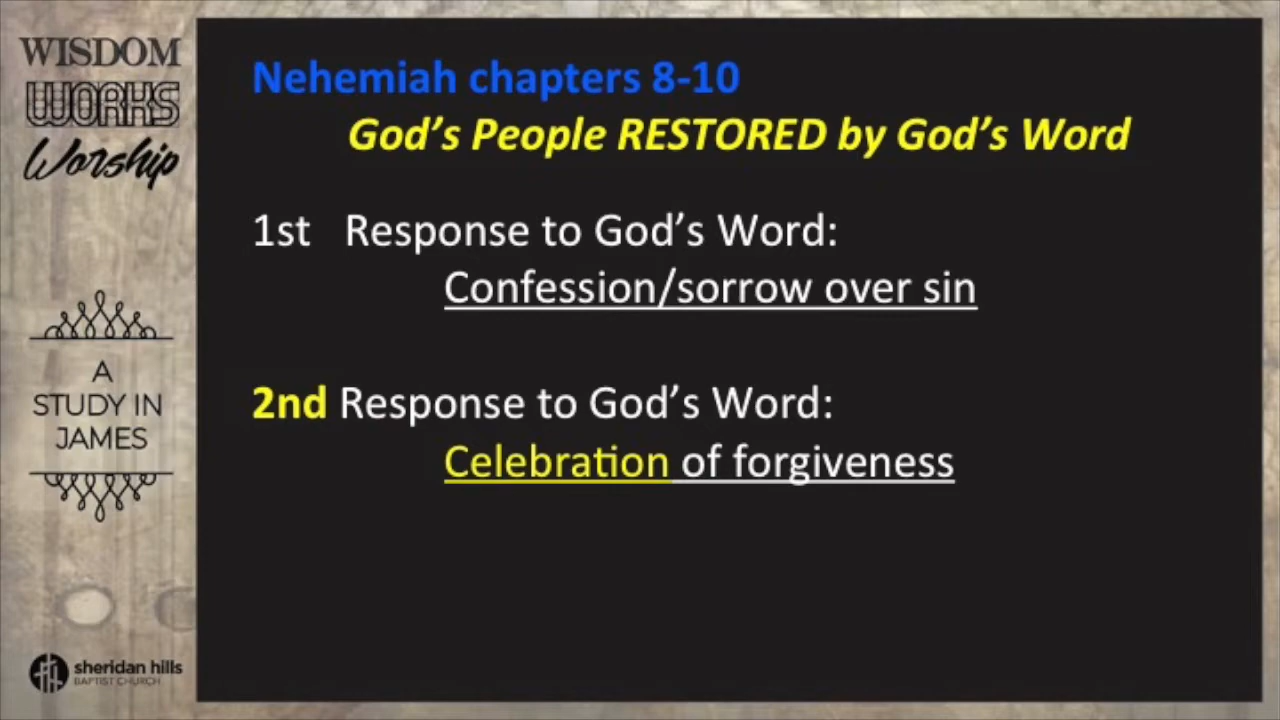 WISDOM
WORKS
Worship
A
STUDY IN
JAMES
sheridan hills
BAPTIST CHURCH
Nehemiah chapters 8-10
God’s People RESTORED by God’s Word
1st Response to God’s Word:
Confession/sorrow over sin
2nd Response to God’s Word:
Celebration of forgiveness